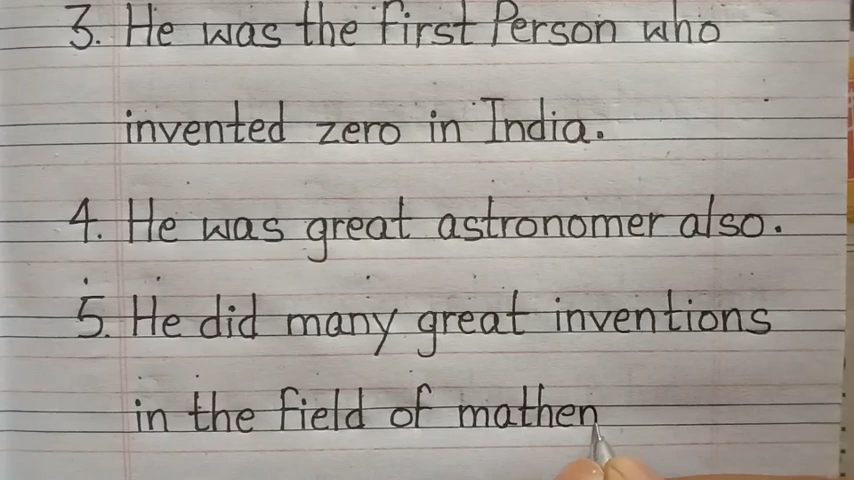 3. He was the first Person who
invented zero in India.
4. He was great astronomer also.
5. He did many great inventions
in the field of mathen